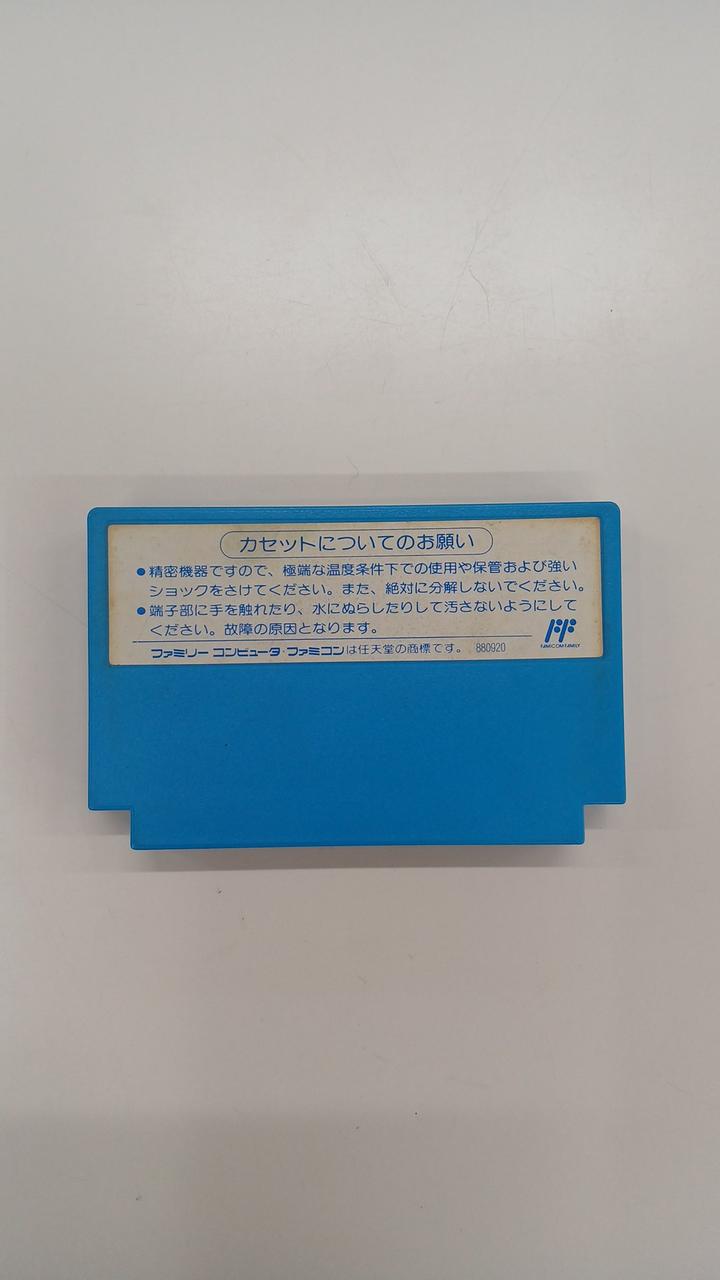 カセットについてのお願い
●精密機器ですので、極端な温度条件下での使用や保管および強い
ショックをさけてください。また、絶対に分解しないでください。
●端子部に手を触れたり、水にぬらしたりして汚さないようにして
ください。故障の原因となります。
ファミリーコンピュータ・ファミコンは任天堂の商標です。 880920
FAMICOM FAMILY